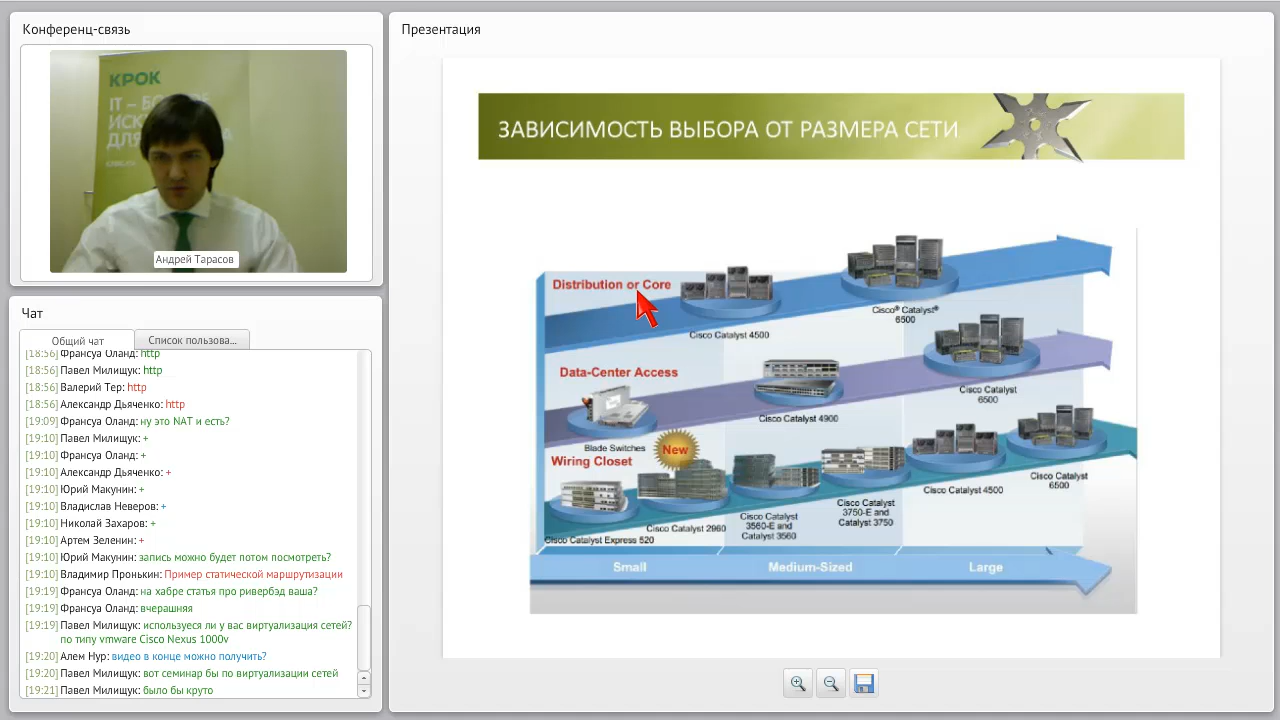 Конференц-связь
КРОК
Андрей Тарасов
Чат
Общий чат
Список пользова...
[18:56] Франсуа Оланд: http
[18:56] Павел Милищук: http
[18:56] Валений Тер: http
[18:56] Александр Дьяченко: http
[19:09] Франсуа Оланд: ну это NAT и есть?
[19:10] Павел Милищук: +
[19:10] Франсуа Оланд: +
[19:10] Александр Дьяченко: +
[19:10] Юрий Макунин: +
[19:10] Владислав Неверов: +
[19:10] Николай Захаров: +
[19:10] Артем Зеленин: +
[19:10] Юрий Макунин: запись можно будет потом посмотреть?
[19:10] Владимир Пронькин: Пример статической маршрутизации
[19:19] Франсуа Оланд: на хабре статья про ривербэд ваша?
[19:19] Франсуа Оланд: вчерашняя
[19:19] Павел Милищук: используеся ли у вас виртуализация сетей?
по типу vmware Cisco Nexus 1000v
[19:20] Алем Нур: видео в конце можно получить?
[19:20] Павел Милищук: вот семинар бы по виртуализации сетей
[19:21] Павел Милищук: было бы круто
Презентация
ЗАВИСИМОСТЬ ВЫБОРА ОТ РАЗМЕРА СЕТИ
Distribution or Core
Cisco Catalyst 4500
Cisco® Catalyst®
6500
Data-Center Access
Blade Switches
Cisco Catalyst 4900
Cisco Catalyst
6500
Wiring Closet
New
Cisco Catalyst Express 520
Cisco Catalyst 2960
Cisco Catalyst
3560-E and
Catalyst 3560
Cisco Catalyst
3750-E and
Catalyst 3750
Cisco Catalyst 4500
Cisco Catalyst
6500
Small
Medium-Sized
Large